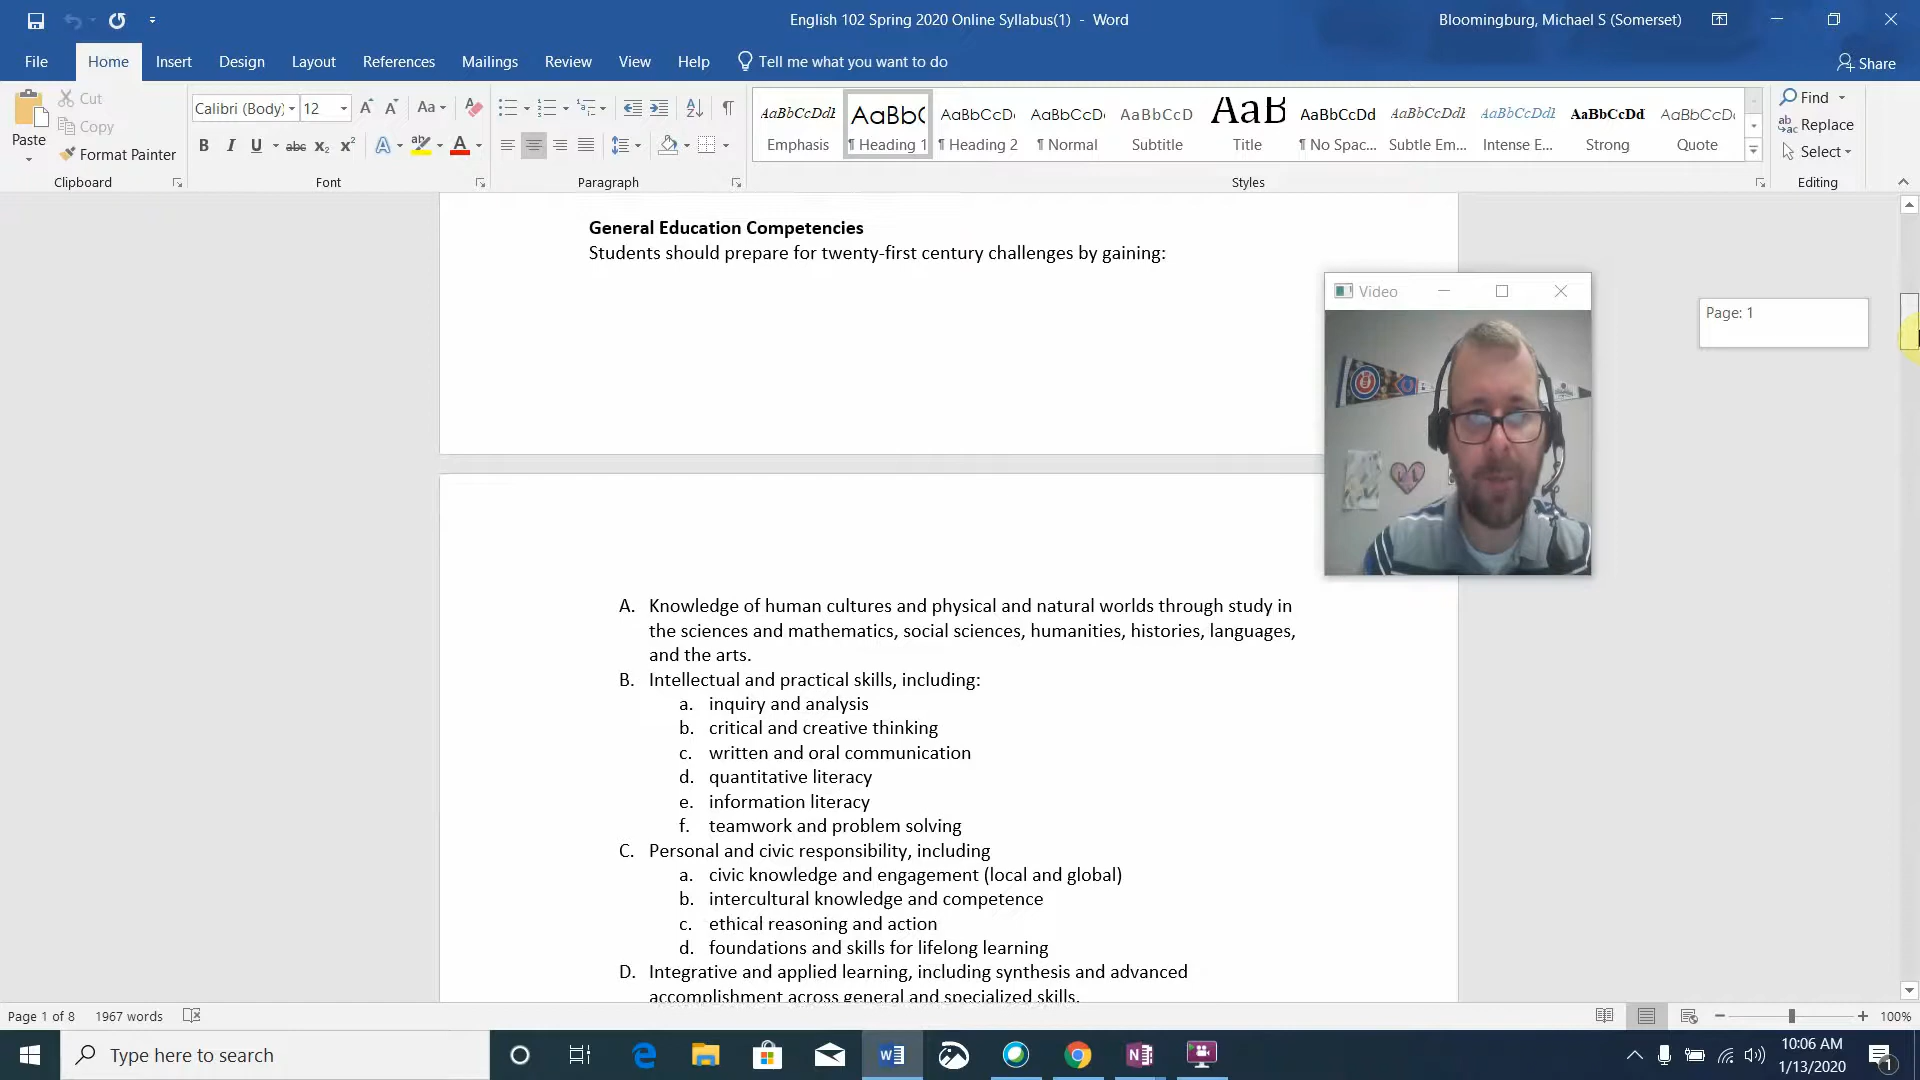 English 102 Spring 2020 Online Syllabus(1) - Word
Bloomingburg, Michael S (Somerset)
File Home Insert Design Layout References Mailings Review View Help Tell me what you want to do
Share
Paste
Cut
Copy
Format Painter
Clipboard
Calibri (Body) 12
Aa
B I U abc x₂ x²
A A
Font
Paragraph
AaBbCcDdE AaBbC AaBbCcD AaBbCcD AaBbCcD AaB AaBbCcDd AaBbCcDdE AaBbCcDdE AaBbCcDd AaBbCcDd
Emphasis ¶ Heading 1 ¶ Heading 2 ¶ Normal Subtitle Title ¶ No Spac... Subtle Em... Intense E... Strong Quote
Styles
Find
Replace
Select
Editing
General Education Competencies
Students should prepare for twenty-first century challenges by gaining:
Video
Page: 1
A. Knowledge of human cultures and physical and natural worlds through study in
the sciences and mathematics, social sciences, humanities, histories, languages,
and the arts.
B. Intellectual and practical skills, including:
a. inquiry and analysis
b. critical and creative thinking
c. written and oral communication
d. quantitative literacy
e. information literacy
f. teamwork and problem solving
C. Personal and civic responsibility, including
a. civic knowledge and engagement (local and global)
b. intercultural knowledge and competence
c. ethical reasoning and action
d. foundations and skills for lifelong learning
D. Integrative and applied learning, including synthesis and advanced
accomplishment across general and specialized skills.
Page 1 of 8 1967 words
100%
Type here to search
10:06 AM
1/13/2020
1